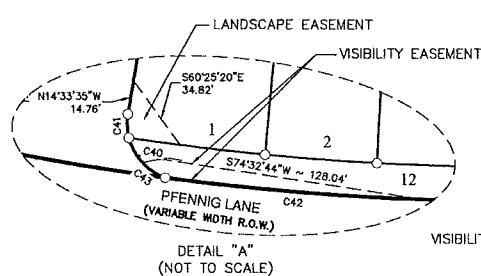 LANDSCAPE EASEMENT
VISIBILITY EASEMENT
S60°25'20"E
34.82'
N14°33'35"W
14.76'
C41
1
2
C40
S74°32'44"W ~ 128.04'
12
C43
C42
PFENNIG LANE
(VARIABLE WIDTH R.O.W.)
VISIBILIT
DETAIL "A"
(NOT TO SCALE)